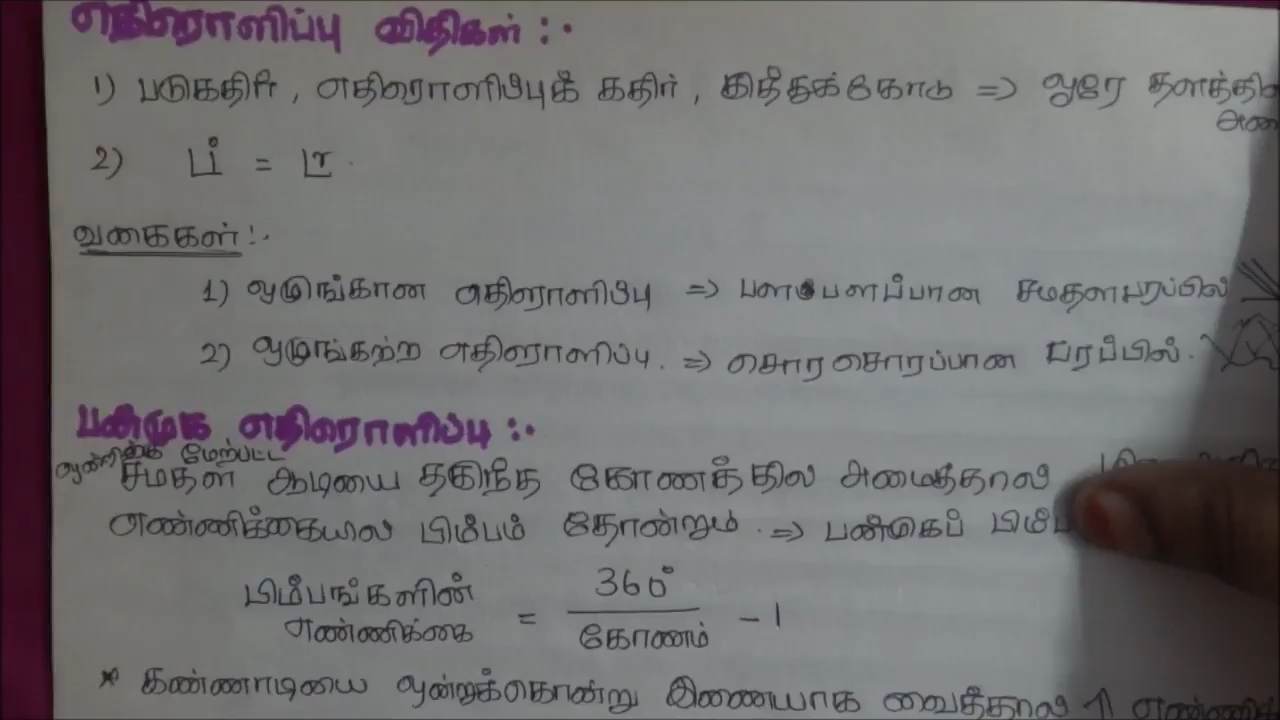 எதிரொளிப்பு விதிகள் :-
1) படுகதிர், எதிரொளிப்புக் கதிர், குத்துக்கோடு => ஒரே தளத்தில்
2) ∟i = ∟r.
வகைகள் :-
1) ஒழுங்கான எதிரொளிப்பு => பளபளப்பான சமதளபரப்பில்
2) ஒழுங்கற்ற எதிரொளிப்பு. => சொரசொரப்பான பரப்பில்.
பன்முக எதிரொளிப்பு :-
ஒன்றிற்கு மேற்பட்ட
சமதள ஆடியை தகுந்த கோணத்தில் அமைத்தால்
எண்ணிக்கையில் பிம்பம் தோன்றும். => பன்முகப்
பிம்பங்களின் எண்ணிக்கை = 360° / கோணம் - 1
* கண்ணாடியை ஒன்றுக்கொன்று இணையாக வைத்தால்